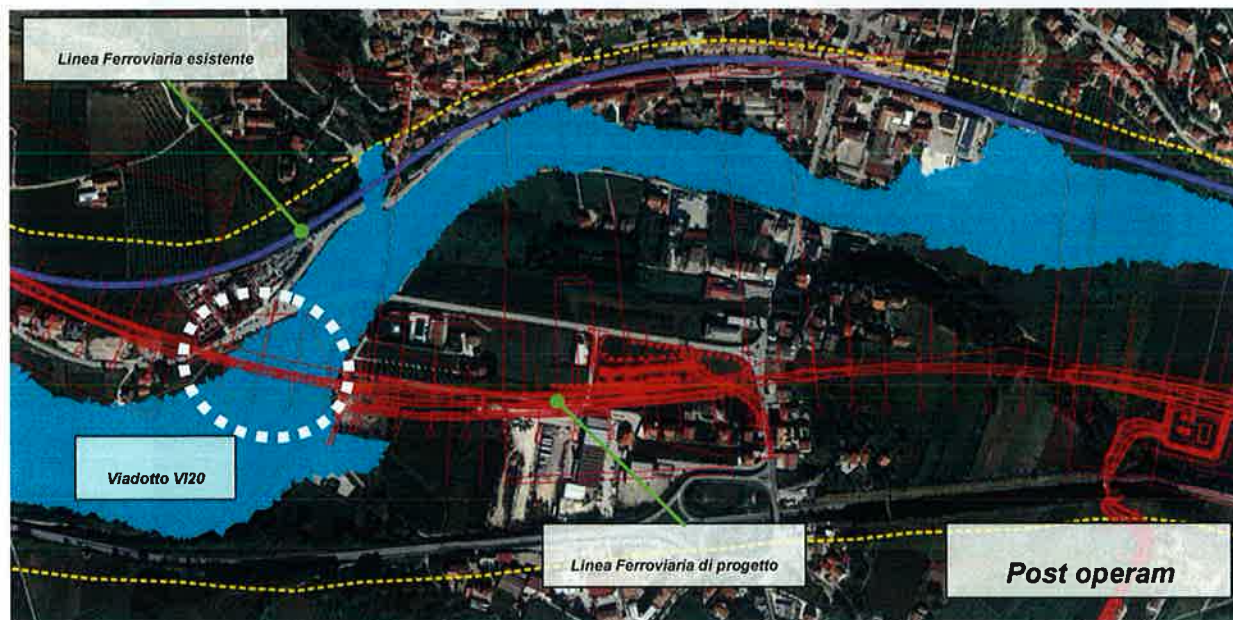 Linea Ferroviaria esistente
Viadotto VI20
Linea Ferroviaria di progetto
Post operam